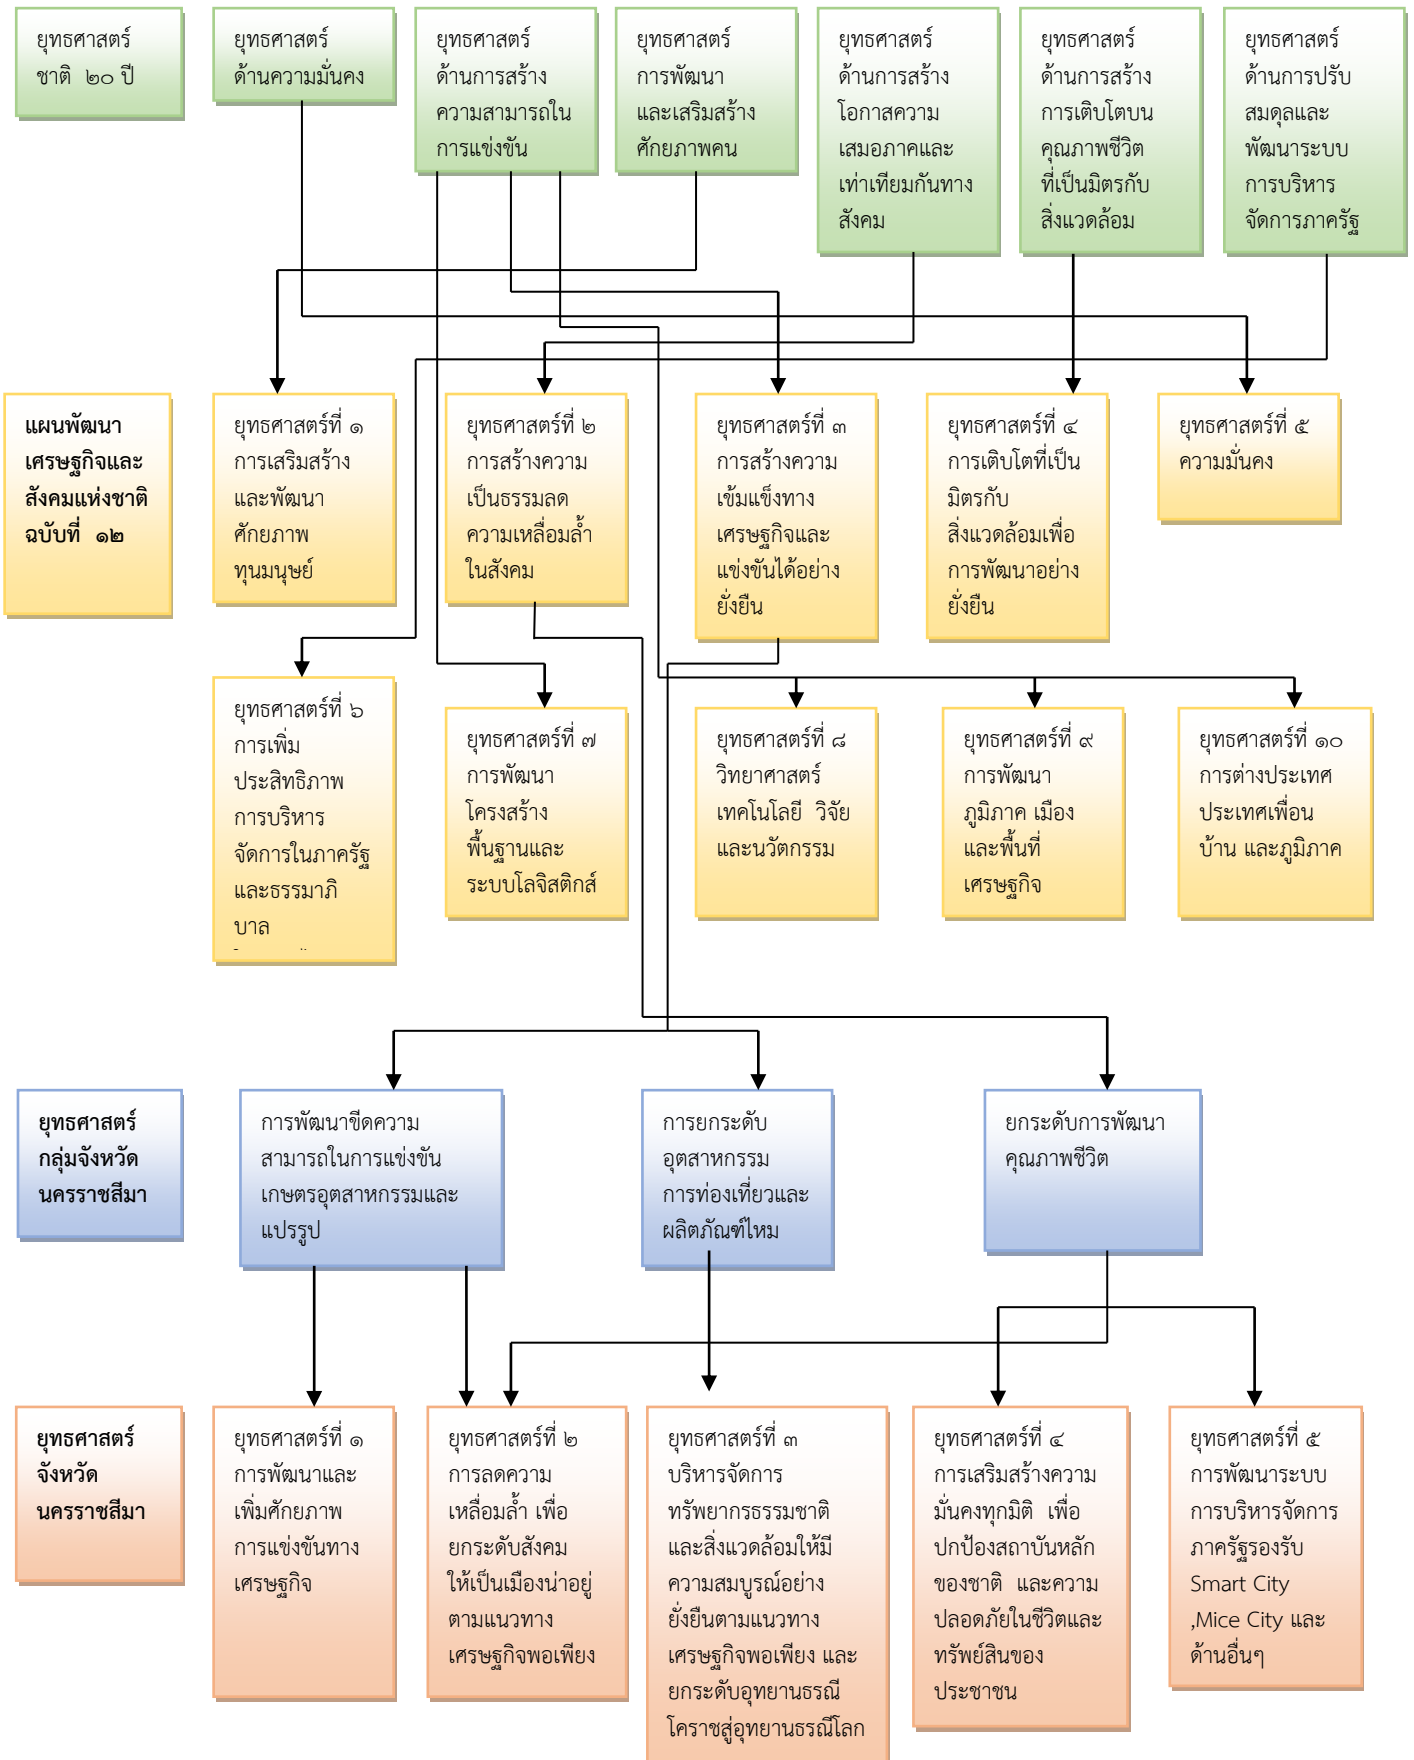 ยุทธศาสตร์
ชาติ ๒๐ ปี
ยุทธศาสตร์
ด้านความมั่นคง
ยุทธศาสตร์
ด้านการสร้าง
ความสามารถใน
การแข่งขัน
ยุทธศาสตร์
การพัฒนา
และเสริมสร้าง
ศักยภาพคน
ยุทธศาสตร์
ด้านการสร้าง
โอกาสความ
เสมอภาคและ
เท่าเทียมกันทาง
สังคม
ยุทธศาสตร์
ด้านการสร้าง
การเติบโตบน
คุณภาพชีวิต
ที่เป็นมิตรกับ
สิ่งแวดล้อม
ยุทธศาสตร์
ด้านการปรับ
สมดุลและ
พัฒนาระบบ
การบริหาร
จัดการภาครัฐ
แผนพัฒนา
เศรษฐกิจและ
สังคมแห่งชาติ
ฉบับที่ ๑๒
ยุทธศาสตร์ที่ ๑
การเสริมสร้าง
และพัฒนา
ศักยภาพ
ทุนมนุษย์
ยุทธศาสตร์ที่ ๒
การสร้างความ
เป็นธรรมลด
ความเหลื่อมล้ำ
ในสังคม
ยุทธศาสตร์ที่ ๓
การสร้างความ
เข้มแข็งทาง
เศรษฐกิจและ
แข่งขันได้อย่าง
ยั่งยืน
ยุทธศาสตร์ที่ ๔
การเติบโตที่เป็น
มิตรกับ
สิ่งแวดล้อมเพื่อ
การพัฒนาอย่าง
ยั่งยืน
ยุทธศาสตร์ที่ ๕
ความมั่นคง
ยุทธศาสตร์ที่ ๖
การเพิ่ม
ประสิทธิภาพ
การบริหาร
จัดการในภาครัฐ
และธรรมาภิ
บาล
ยุทธศาสตร์ที่ ๗
การพัฒนา
โครงสร้าง
พื้นฐานและ
ระบบโลจิสติกส์
ยุทธศาสตร์ที่ ๘
วิทยาศาสตร์
เทคโนโลยี วิจัย
และนวัตกรรม
ยุทธศาสตร์ที่ ๙
การพัฒนา
ภูมิภาค เมือง
และพื้นที่
เศรษฐกิจ
ยุทธศาสตร์ที่ ๑๐
การต่างประเทศ
ประเทศเพื่อน
บ้าน และภูมิภาค
ยุทธศาสตร์
กลุ่มจังหวัด
นครราชสีมา
การพัฒนาขีดความ
สามารถในการแข่งขัน
เกษตรอุตสาหกรรมและ
แปรรูป
การยกระดับ
อุตสาหกรรม
การท่องเที่ยวและ
ผลิตภัณฑ์ไหม
ยกระดับการพัฒนา
คุณภาพชีวิต
ยุทธศาสตร์
จังหวัด
นครราชสีมา
ยุทธศาสตร์ที่ ๑
การพัฒนาและ
เพิ่มศักยภาพ
การแข่งขันทาง
เศรษฐกิจ
ยุทธศาสตร์ที่ ๒
การลดความ
เหลื่อมล้ำ เพื่อ
ยกระดับสังคม
ให้เป็นเมืองน่าอยู่
ตามแนวทาง
เศรษฐกิจพอเพียง
ยุทธศาสตร์ที่ ๓
บริหารจัดการ
ทรัพยากรธรรมชาติ
และสิ่งแวดล้อมให้มี
ความสมบูรณ์อย่าง
ยั่งยืนตามแนวทาง
เศรษฐกิจพอเพียง และ
ยกระดับอุทยานธรณี
โคราชสู่อุทยานธรณีโลก
ยุทธศาสตร์ที่ ๔
การเสริมสร้างความ
มั่นคงทุกมิติ เพื่อ
ปกป้องสถาบันหลัก
ของชาติ และความ
ปลอดภัยในชีวิตและ
ทรัพย์สินของ
ประชาชน
ยุทธศาสตร์ที่ ๕
การพัฒนาระบบ
การบริหารจัดการ
ภาครัฐรองรับ
Smart City
,Mice City และ
ด้านอื่นๆ